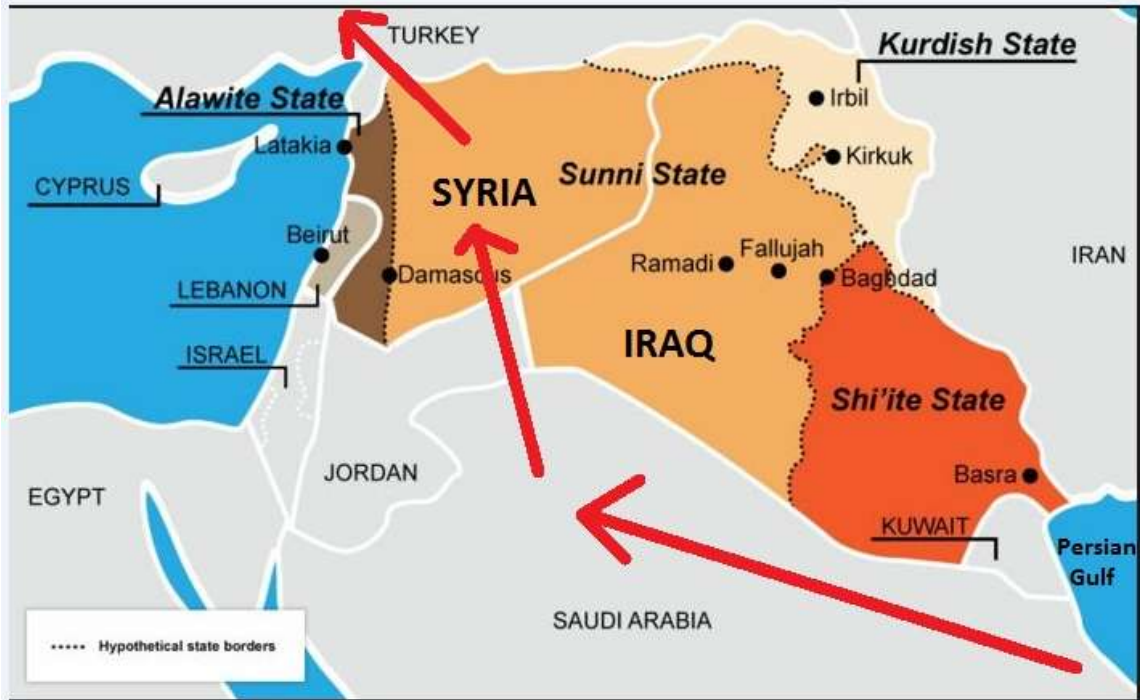 TURKEY
Kurdish State
Alawite State
Irbil
Latakia
Kirkuk
CYPRUS
SYRIA
Sunni State
Beirut
Ramadi
Fallujah
IRAN
Damascus
Baghdad
LEBANON
IRAQ
ISRAEL
Shi'ite State
JORDAN
Basra
EGYPT
KUWAIT
Persian
Gulf
SAUDI ARABIA
Hypothetical state borders